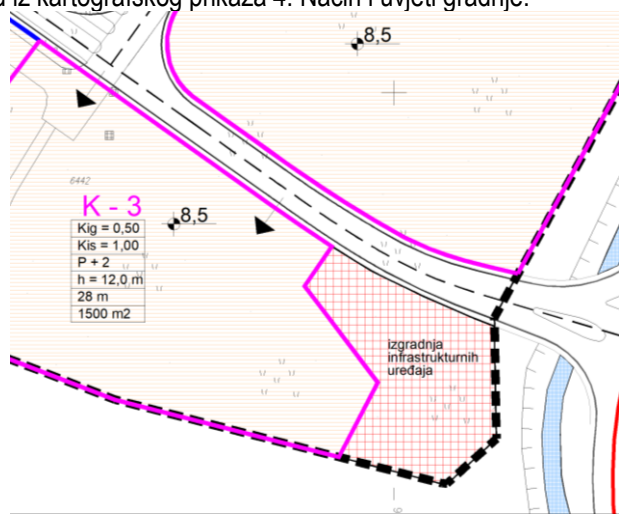 iz kartografskog prikaza 4. Način i uvjeti gradnje.
8,5
6442
K - 3
8,5
Kig = 0,50
Kis = 1,00
P + 2
h = 12,0 m
28 m
1500 m2
izgradnja
infrastrukturnih
uređaja